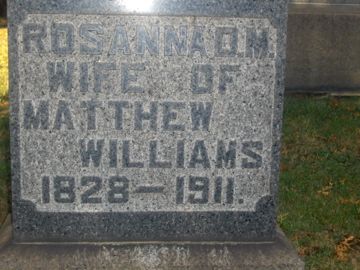 ROSANNA D.M.
WIFE OF
MATTHEW
WILLIAMS
1828 — 1911.